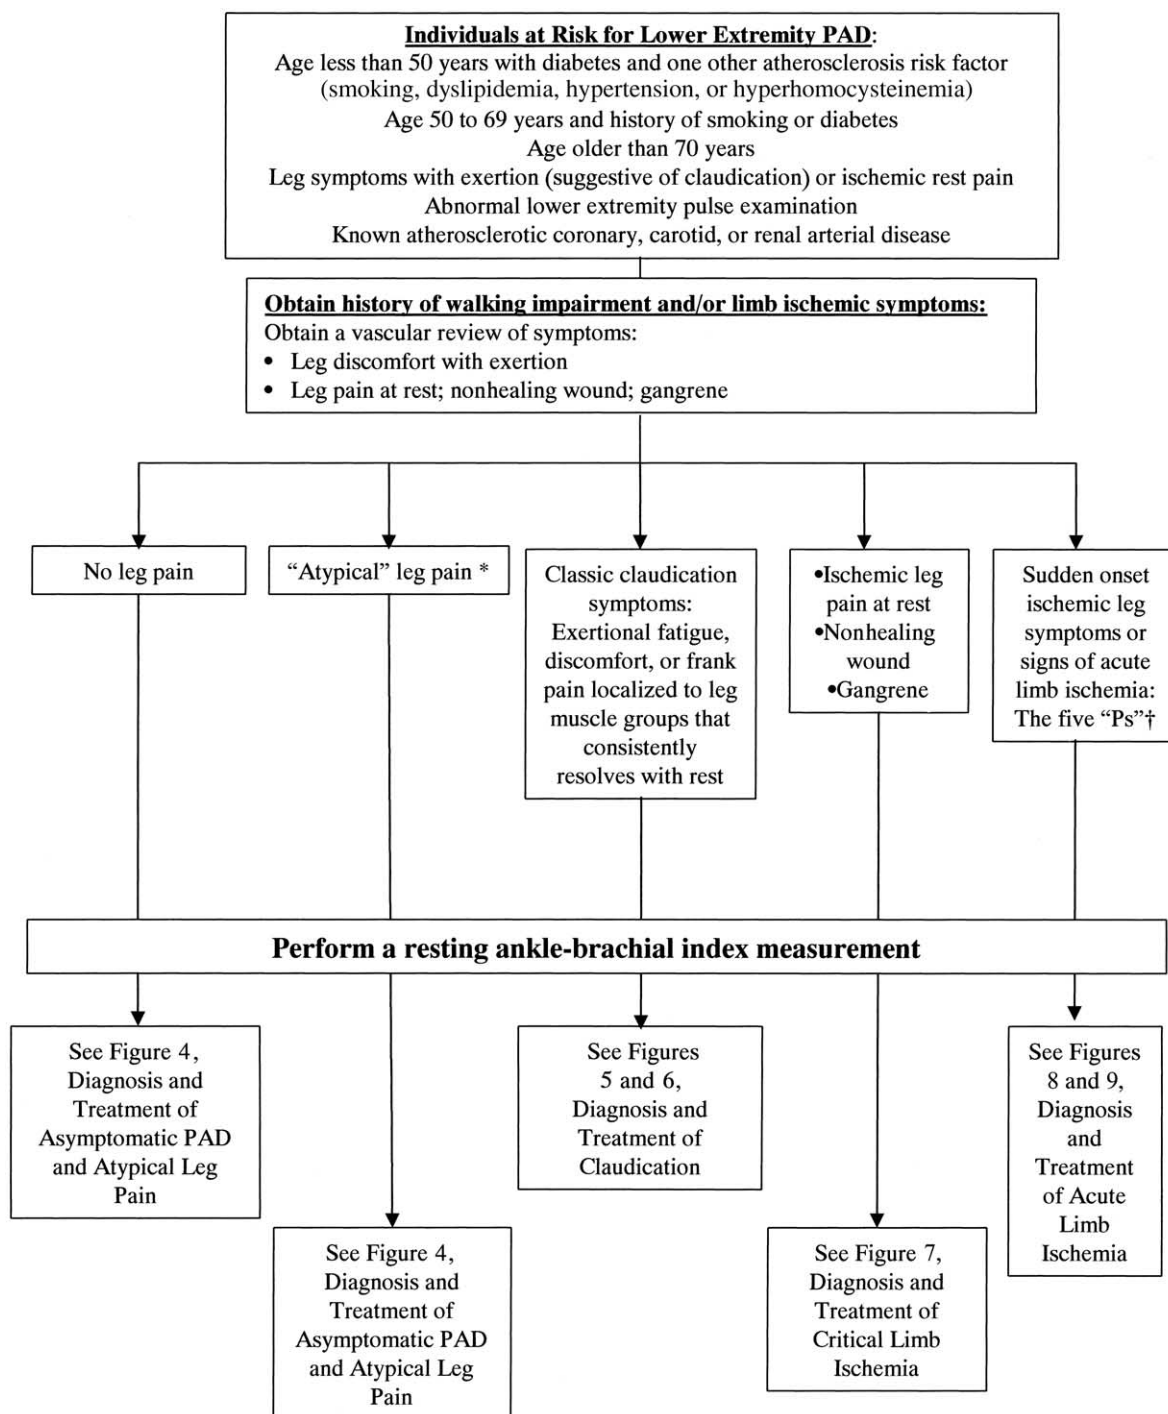 Individuals at Risk for Lower Extremity PAD:
Age less than 50 years with diabetes and one other atherosclerosis risk factor
(smoking, dyslipidemia, hypertension, or hyperhomocysteinemia)
Age 50 to 69 years and history of smoking or diabetes
Age older than 70 years
Leg symptoms with exertion (suggestive of claudication) or ischemic rest pain
Abnormal lower extremity pulse examination
Known atherosclerotic coronary, carotid, or renal arterial disease
Obtain history of walking impairment and/or limb ischemic symptoms:
Obtain a vascular review of symptoms:
• Leg discomfort with exertion
• Leg pain at rest; nonhealing wound; gangrene
No leg pain
“Atypical” leg pain *
Classic claudication
symptoms:
Exertional fatigue,
discomfort, or frank
pain localized to leg
muscle groups that
consistently
resolves with rest
•Ischemic leg
pain at rest
•Nonhealing
wound
•Gangrene
Sudden onset
ischemic leg
symptoms or
signs of acute
limb ischemia:
The five “Ps”†
Perform a resting ankle-brachial index measurement
See Figure 4,
Diagnosis and
Treatment of
Asymptomatic PAD
and Atypical Leg
Pain
See Figure 4,
Diagnosis and
Treatment of
Asymptomatic PAD
and Atypical Leg
Pain
See Figures
5 and 6,
Diagnosis and
Treatment of
Claudication
See Figure 7,
Diagnosis and
Treatment of
Critical Limb
Ischemia
See Figures
8 and 9,
Diagnosis
and
Treatment
of Acute
Limb
Ischemia